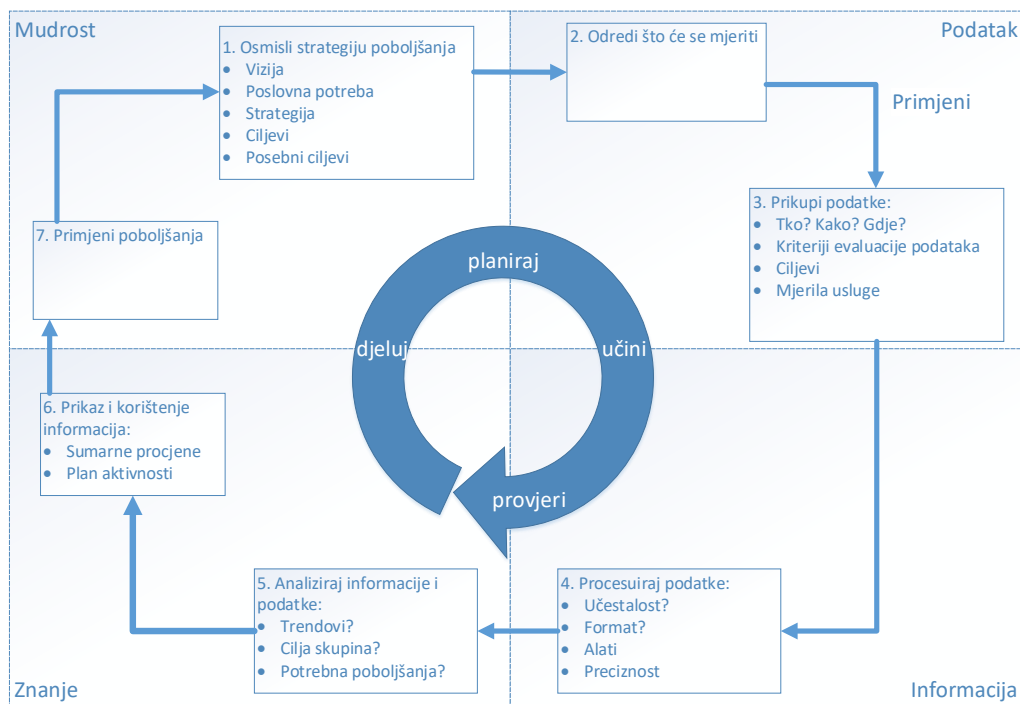 Mudrost
Podatak
1. Osmisli strategiju poboljšanja
• Vizija
• Poslovna potreba
• Strategija
• Ciljevi
• Posebni ciljevi
2. Odredi što će se mjeriti
Primjeni
3. Prikupi podatke:
• Tko? Kako? Gdje?
• Kriteriji evaluacije podataka
• Ciljevi
• Mjerila usluge
7. Primjeni poboljšanja
planiraj
djeluj
učini
provjeri
6. Prikaz i korištenje
informacija:
• Sumarne procjene
• Plan aktivnosti
5. Analiziraj informacije i
podatke:
• Trendovi?
• Cilja skupina?
• Potrebna poboljšanja?
4. Procesuiraj podatke:
• Učestalost?
• Format?
• Alati
• Preciznost
Znanje
Informacija